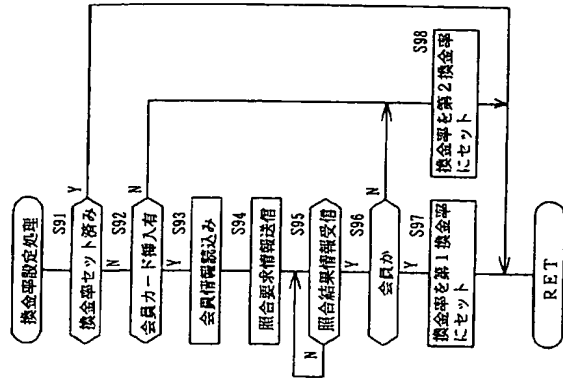 換金率設定処理
S91
換金率セット済み
Y
N
S92
会員カード挿入有
N
Y
S93
会員情報読込み
S94
照合要求情報送信
S95
照合結果情報受信
N
Y
S96
会員か
N
Y
S97
換金率を第1換金率
にセット
S98
換金率を第2換金率
にセット
RET